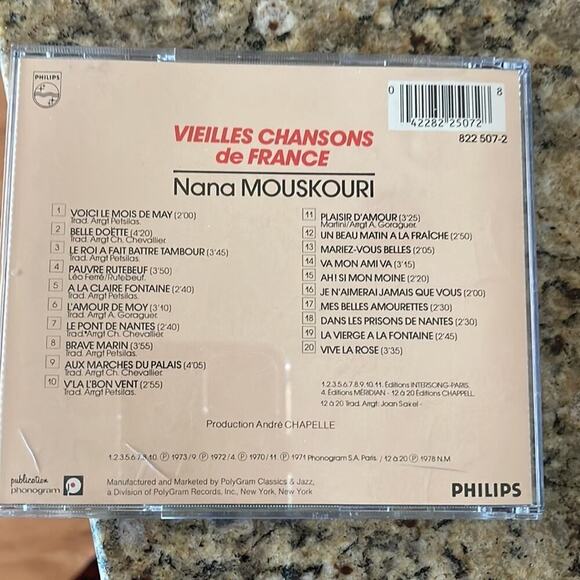 PHILIPS
0 42282 25072 8
822 507-2
VIEILLES CHANSONS
de FRANCE
Nana MOUSKOURI
1 VOICI LE MOIS DE MAY (2'00)
Trad. Arrgt Petsilas.
2 BELLE DOËTTE (4'20)
Trad. Arrgt Ch. Chevallier.
3 LE ROI A FAIT BATTRE TAMBOUR (3'45)
Trad. Arrgt Petsilas.
4 PAUVRE RUTEBEUF (3'50)
Léo Ferré/Rutebeuf.
5 A LA CLAIRE FONTAINE (2'40)
Trad. Arrgt Petsilas.
6 L'AMOUR DE MOY (3'10)
Trad. Arrgt A. Goraguer.
7 LE PONT DE NANTES (2'40)
Trad. Arrgt Ch. Chevallier.
8 BRAVE MARIN (3'55)
Trad. Arrgt Petsilas.
9 AUX MARCHES DU PALAIS (4'05)
Trad. Arrgt Ch. Chevallier.
10 V'LA L'BON VENT (2'55)
Trad. Arrgt Petsilas.
11 PLAISIR D'AMOUR (3'25)
Martini/Arrgt A. Goraguer.
12 UN BEAU MATIN A LA FRAÎCHE (2'50)
13 MARIEZ-VOUS BELLES (2'05)
14 VA MON AMI VA (3'15)
15 AH! SI MON MOINE (2'20)
16 JE N'AIMERAI JAMAIS QUE VOUS (2'00)
17 MES BELLES AMOURETTES (2'30)
18 DANS LES PRISONS DE NANTES (2'30)
19 LA VIERGE A LA FONTAINE (2'45)
20 VIVE LA ROSE (3'35)
1.2.3.5.6.7.8.9.10.11. Éditions INTERSONG-PARIS.
4. Éditions MÉRIDIAN - 12 à 20 Éditions CHAPPELL.
12 à 20 Trad. Arrgt: Joan Sakel -
Production André CHAPELLE
1.2.3.5.6.7.8.10 Ⓟ 1973/9 Ⓟ 1972/4 Ⓟ 1970/11 Ⓟ 1971 Phonogram S.A. Paris. / 12 à 20 Ⓟ 1978 N.M
publication
phonogram
Manufactured and Marketed by PolyGram Classics & Jazz,
a Division of PolyGram Records, Inc., New York, New York
PHILIPS